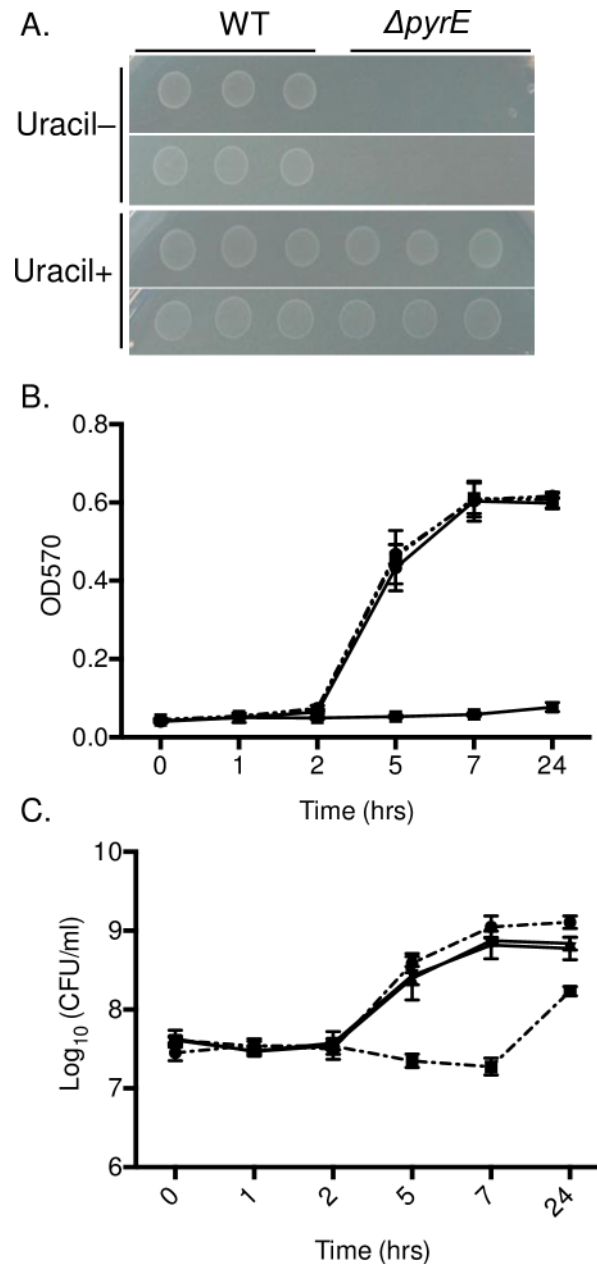 A.
WT ΔpyrE
Uracil–
Uracil+
B.
0.8
0.6
0.4
0.2
0.0
OD570
0 1 2 5 7 24
Time (hrs)
C.
10
9
8
7
6
Log10 (CFU/ml)
0 1 2 5 7 24
Time (hrs)